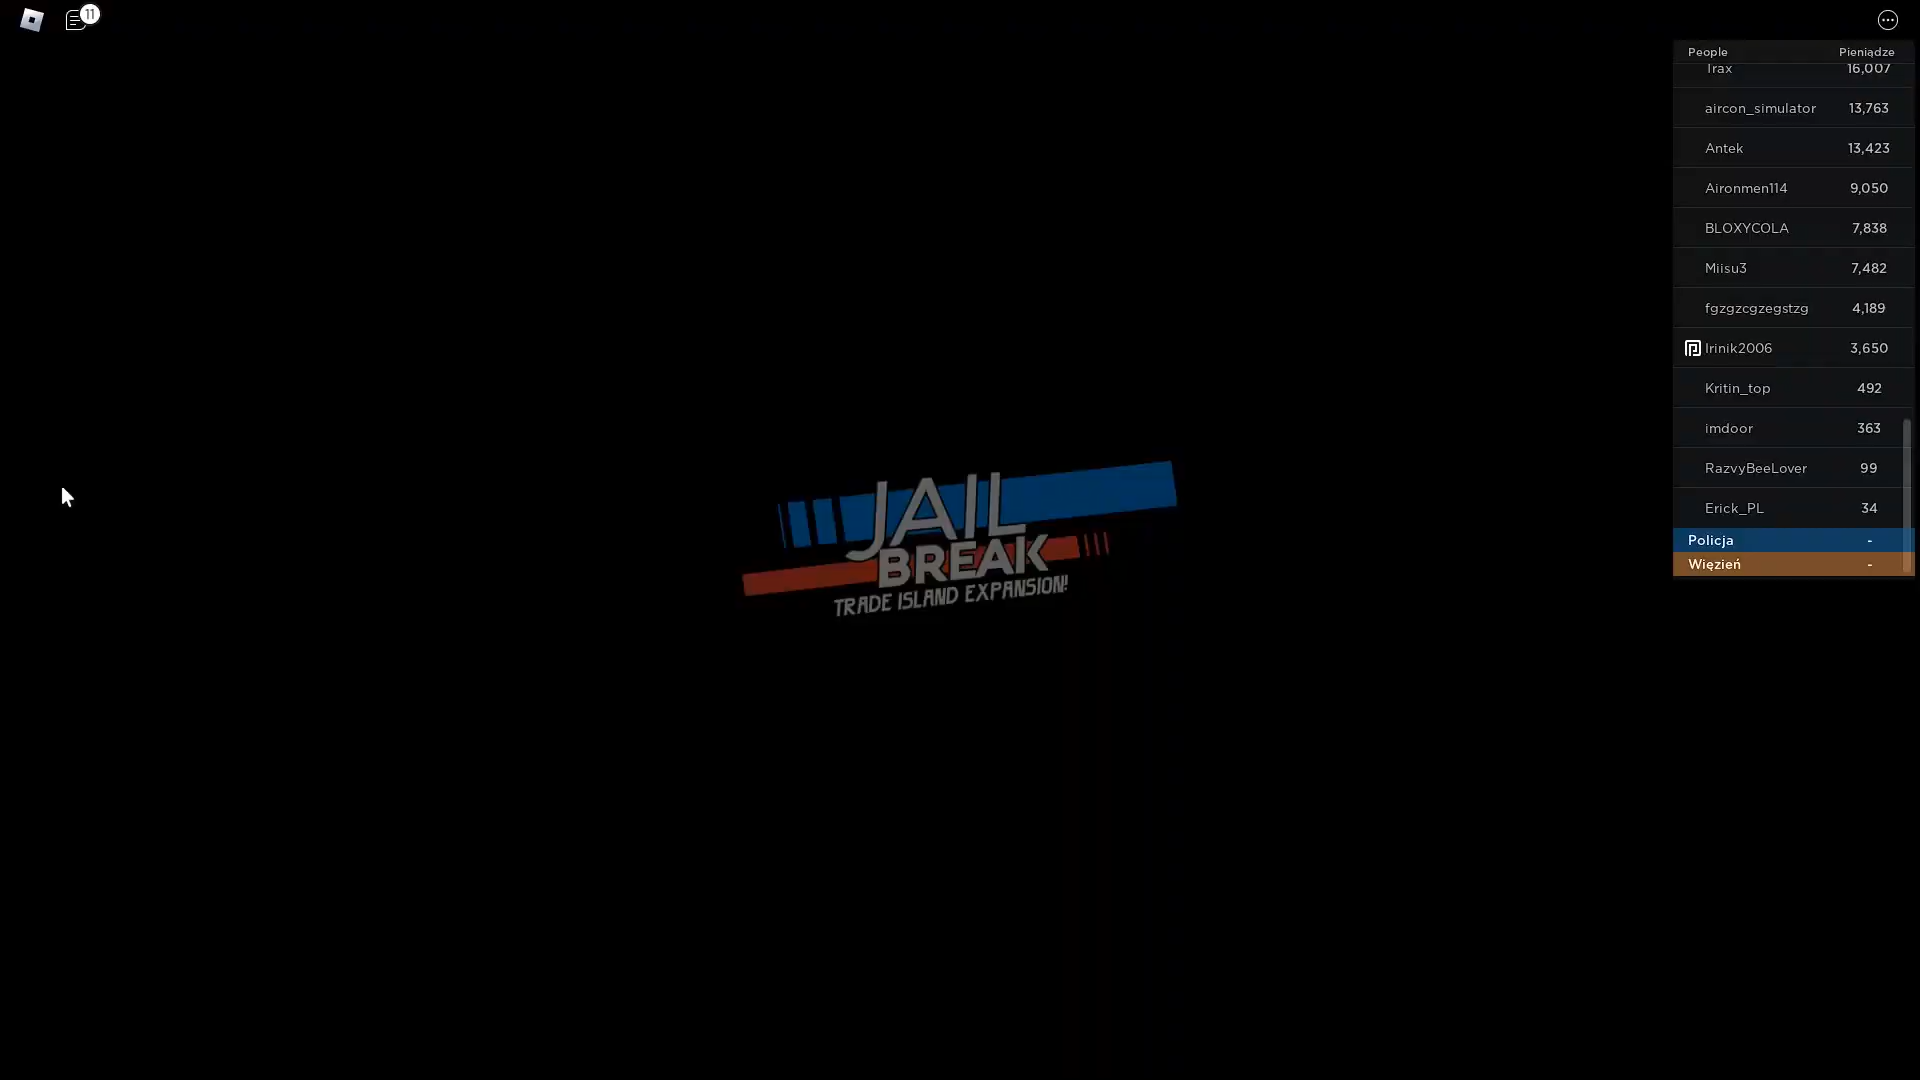 11
People Pieniądze
Trax 16,007
aircon_simulator 13,763
Antek 13,423
Aironmen114 9,050
BLOXYCOLA 7,838
Miisu3 7,482
fgzgzcgzegstzg 4,189
Irinik2006 3,650
Kritin_top 492
imdoor 363
RazvyBeeLover 99
Erick_PL 34
Policja -
Więzień -
JAIL
BREAK
TRADE ISLAND EXPANSION!